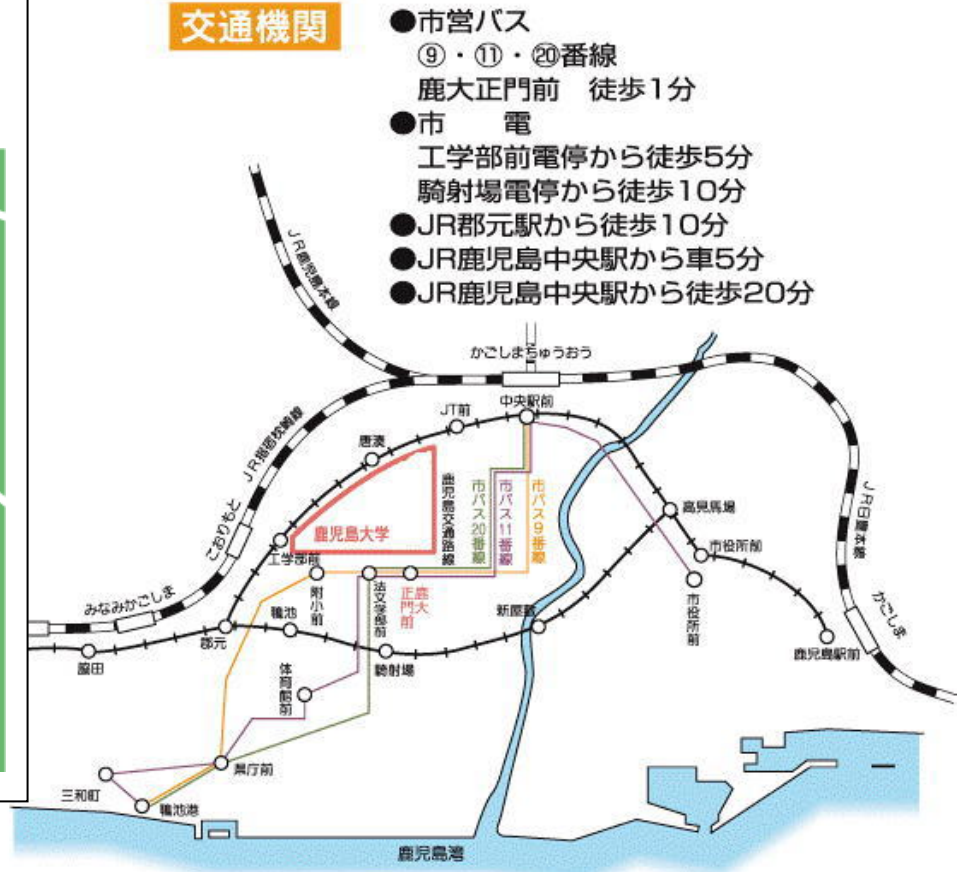 交通機関
●市営バス
⑨・⑪・⑳番線
鹿大正門前　徒歩1分
●市　　電
工学部前電停から徒歩5分
騎射場電停から徒歩10分
●JR郡元駅から徒歩10分
●JR鹿児島中央駅から車5分
●JR鹿児島中央駅から徒歩20分
JR鹿児島本線
かごしまちゅうおう
中央駅前
JT前
唐湊
JR指宿枕崎線
こおりもと
鹿児島大学
鹿児島交通路線
市バス20番線
市バス11番線
市バス9番線
高見馬場
JR日豊本線
市役所前
市役所前
かごしま
鹿児島駅前
工学部前
附小前
法文学部前
鹿大正門前
みなみかごしま
郡元
鴨池
新屋敷
脇田
騎射場
体育館前
県庁前
三和町
鴨池港
鹿児島湾